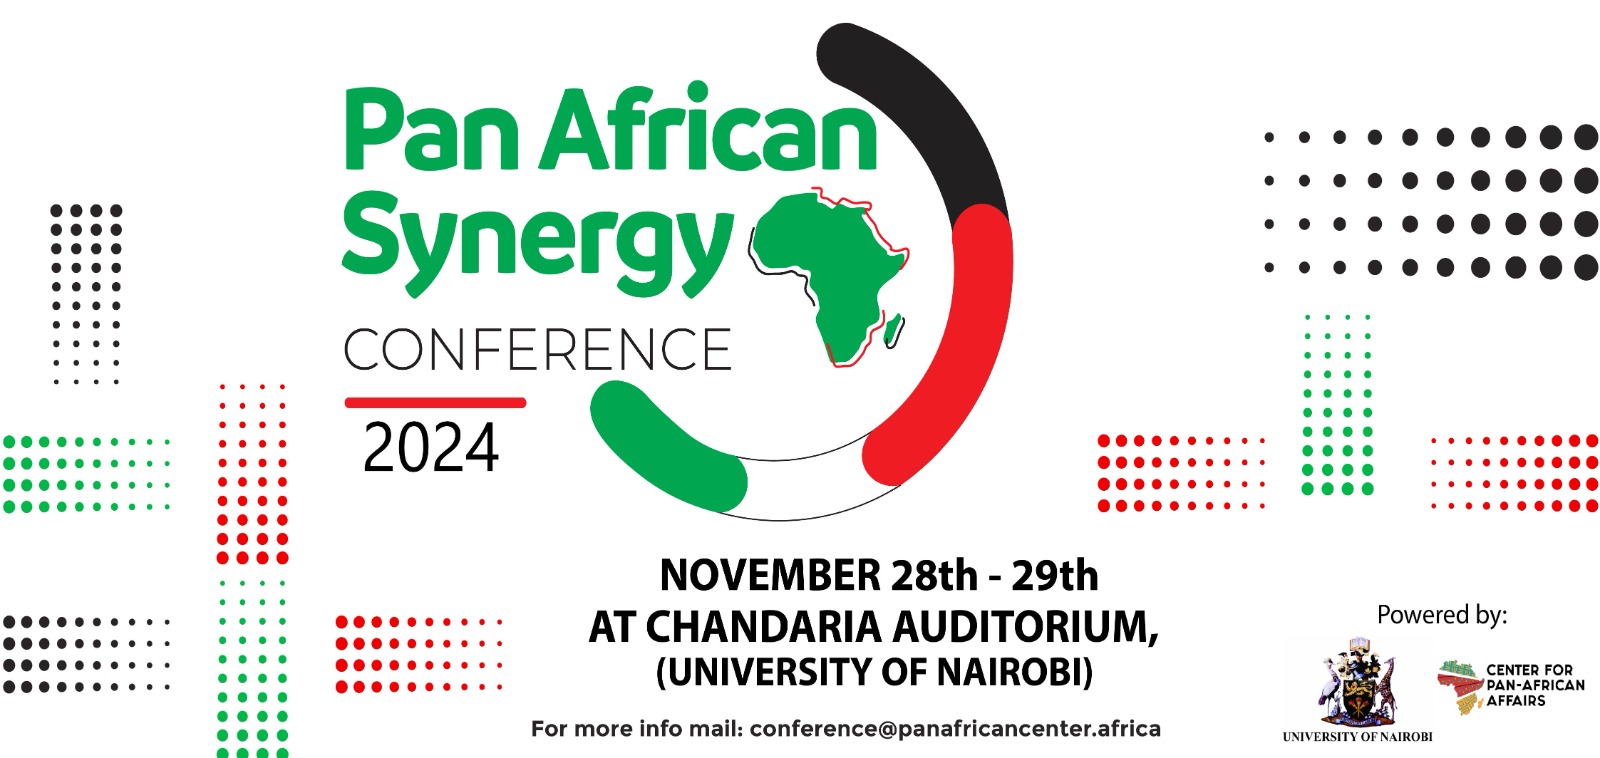 Pan African
Synergy
CONFERENCE
2024
NOVEMBER 28th - 29th
AT CHANDARIA AUDITORIUM,
(UNIVERSITY OF NAIROBI)
For more info mail: conference@panafricancenter.africa
Powered by:
UNIVERSITY OF NAIROBI
CENTER FOR
PAN-AFRICAN
AFFAIRS